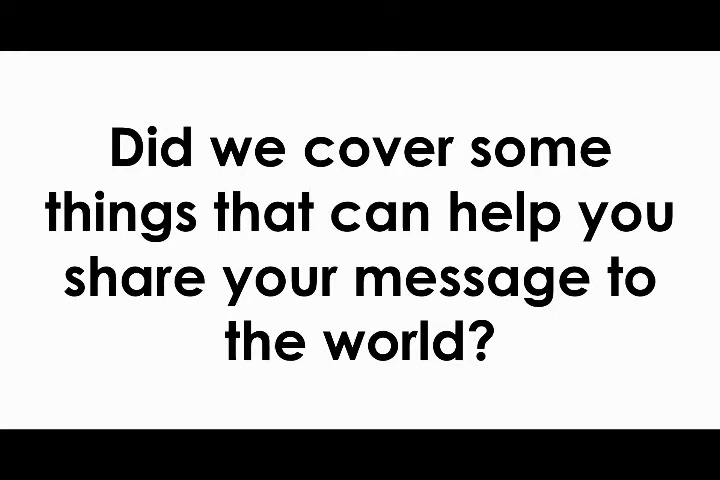 Did we cover some
things that can help you
share your message to
the world?